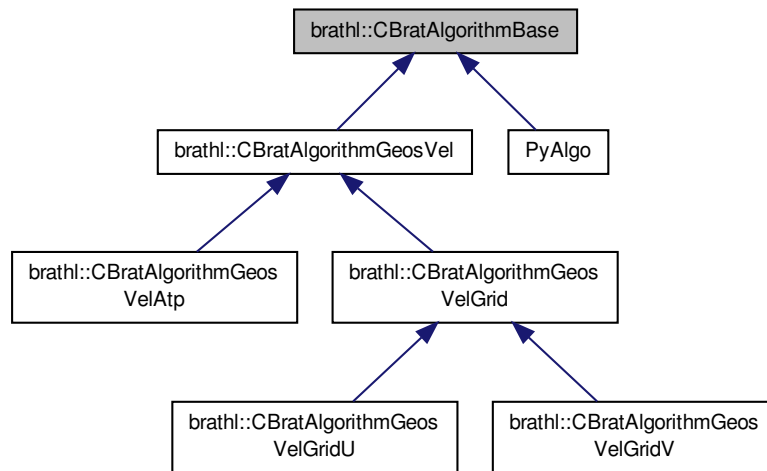 brathl::CBratAlgorithmBase
brathl::CBratAlgorithmGeosVel
PyAlgo
brathl::CBratAlgorithmGeos
VelAtp
brathl::CBratAlgorithmGeos
VelGrid
brathl::CBratAlgorithmGeos
VelGridU
brathl::CBratAlgorithmGeos
VelGridV